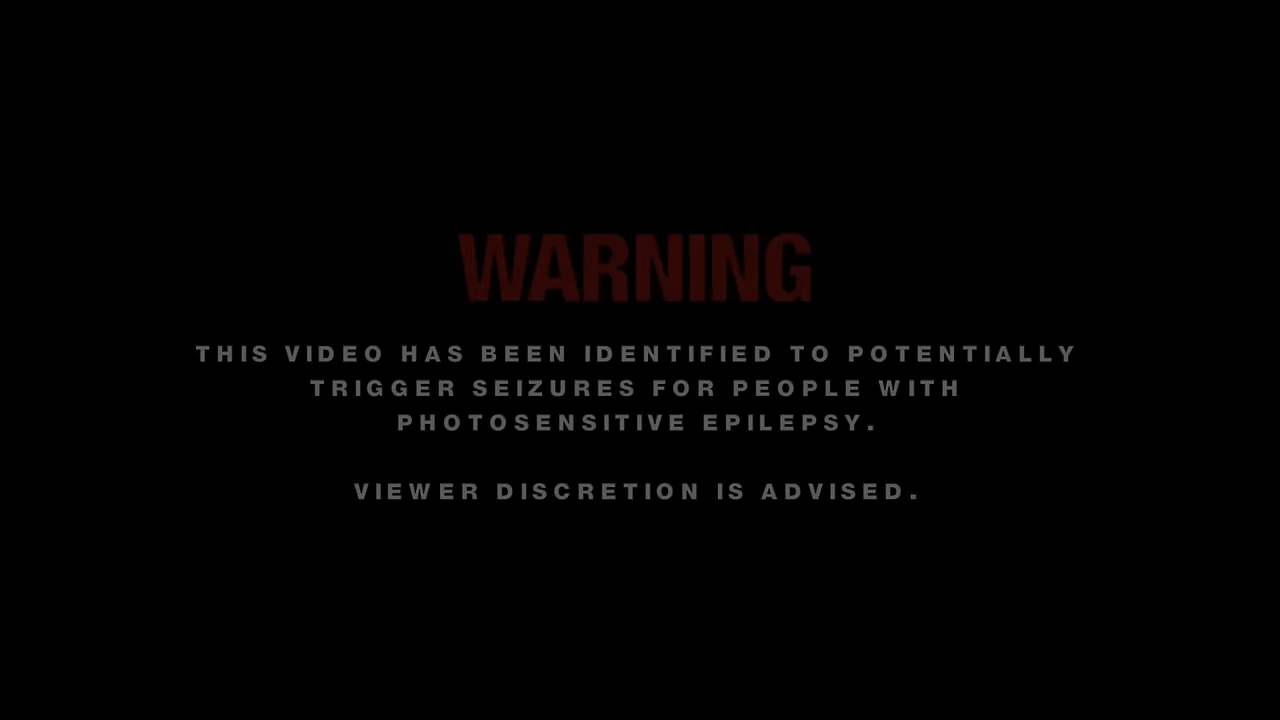 WARNING
THIS VIDEO HAS BEEN IDENTIFIED TO POTENTIALLY
TRIGGER SEIZURES FOR PEOPLE WITH
PHOTOSENSITIVE EPILEPSY.
VIEWER DISCRETION IS ADVISED.